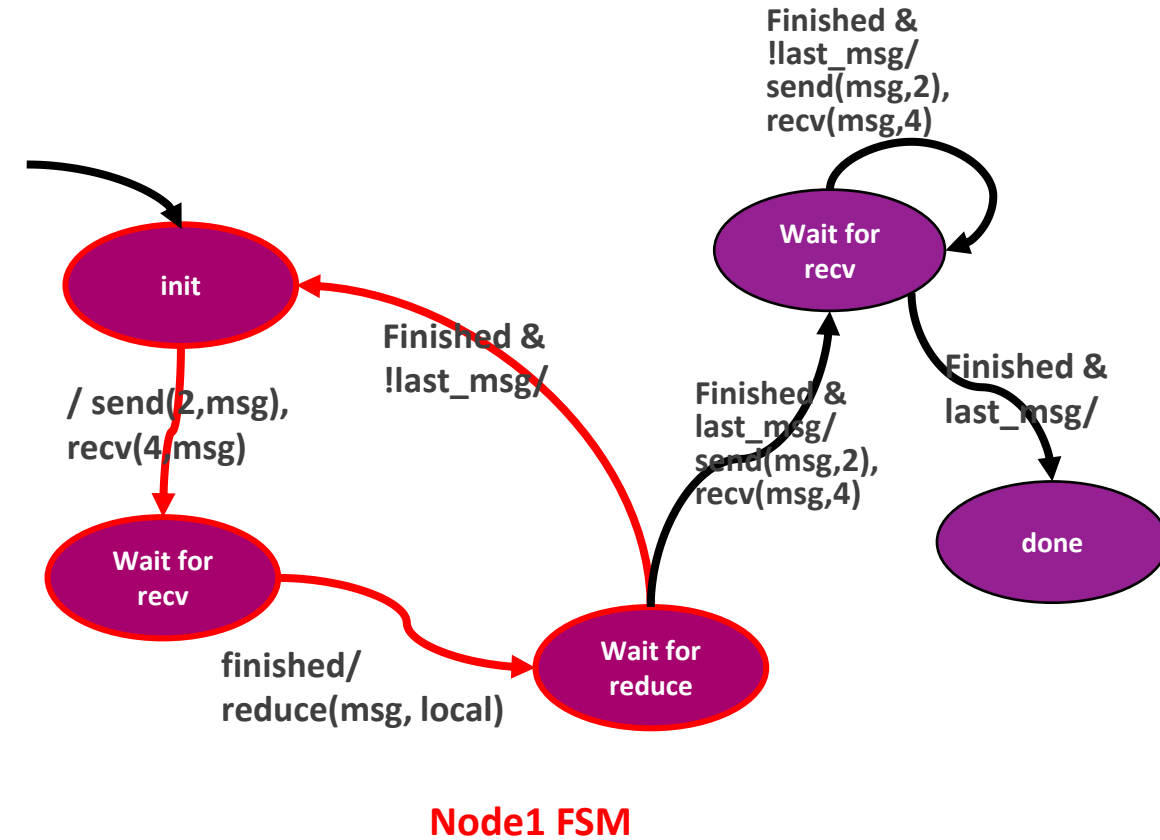 Finished &
!last_msg/
send(msg,2),
recv(msg,4)
Wait for
recv
init
Finished &
!last_msg/
/ send(2,msg),
recv(4,msg)
Finished &
last_msg/
send(msg,2),
recv(msg,4)
Finished &
last_msg/
Wait for
recv
done
finished/
reduce(msg, local)
Wait for
reduce
Node1 FSM